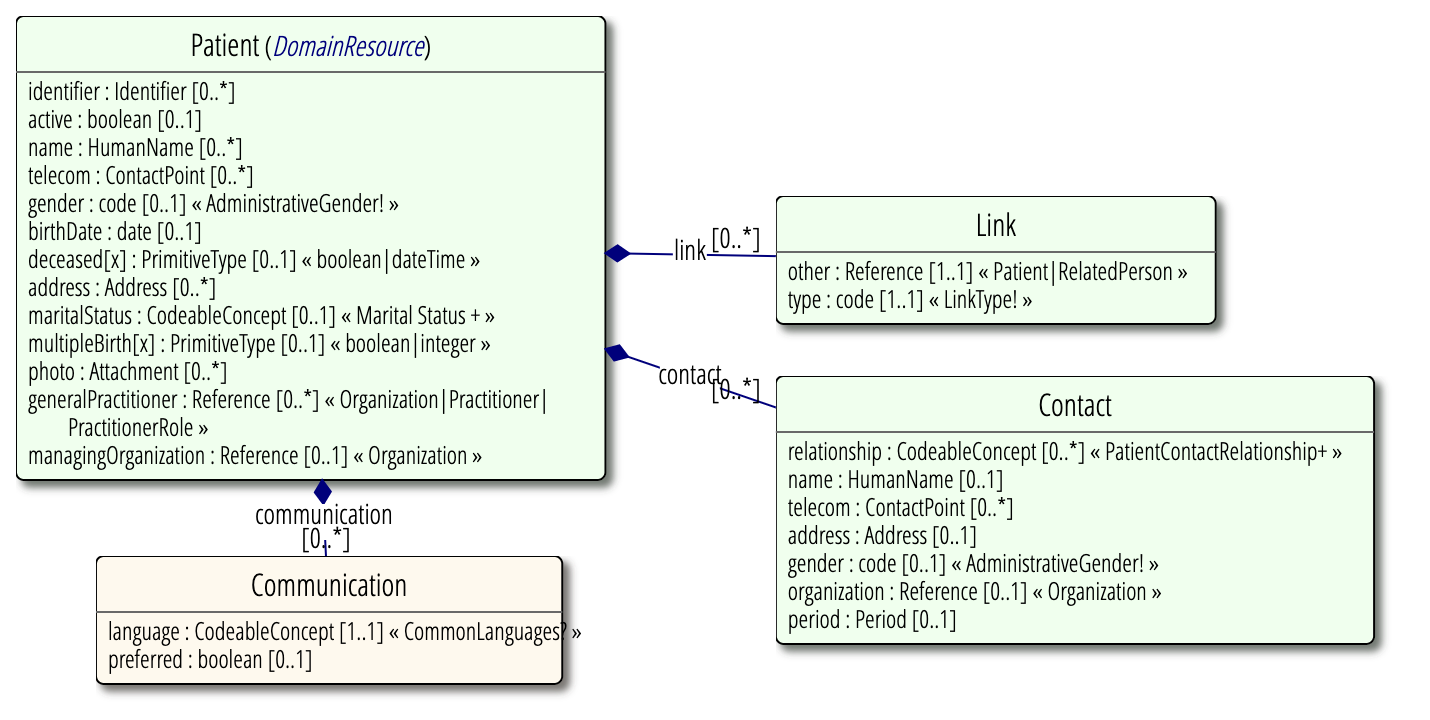 Patient (DomainResource)
identifier : Identifier [0..*]
active : boolean [0..1]
name : HumanName [0..*]
telecom : ContactPoint [0..*]
gender : code [0..1] « AdministrativeGender! »
birthDate : date [0..1]
deceased[x] : PrimitiveType [0..1] « boolean|dateTime »
address : Address [0..*]
maritalStatus : CodeableConcept [0..1] « Marital Status + »
multipleBirth[x] : PrimitiveType [0..1] « boolean|integer »
photo : Attachment [0..*]
generalPractitioner : Reference [0..*] « Organization|Practitioner|
PractitionerRole »
managingOrganization : Reference [0..1] « Organization »
link
[0..*]
Link
other : Reference [1..1] « Patient|RelatedPerson »
type : code [1..1] « LinkType! »
contact
[0..*]
Contact
relationship : CodeableConcept [0..*] « PatientContactRelationship+ »
name : HumanName [0..1]
telecom : ContactPoint [0..*]
address : Address [0..1]
gender : code [0..1] « AdministrativeGender! »
organization : Reference [0..1] « Organization »
period : Period [0..1]
communication
[0..*]
Communication
language : CodeableConcept [1..1] « CommonLanguages? »
preferred : boolean [0..1]